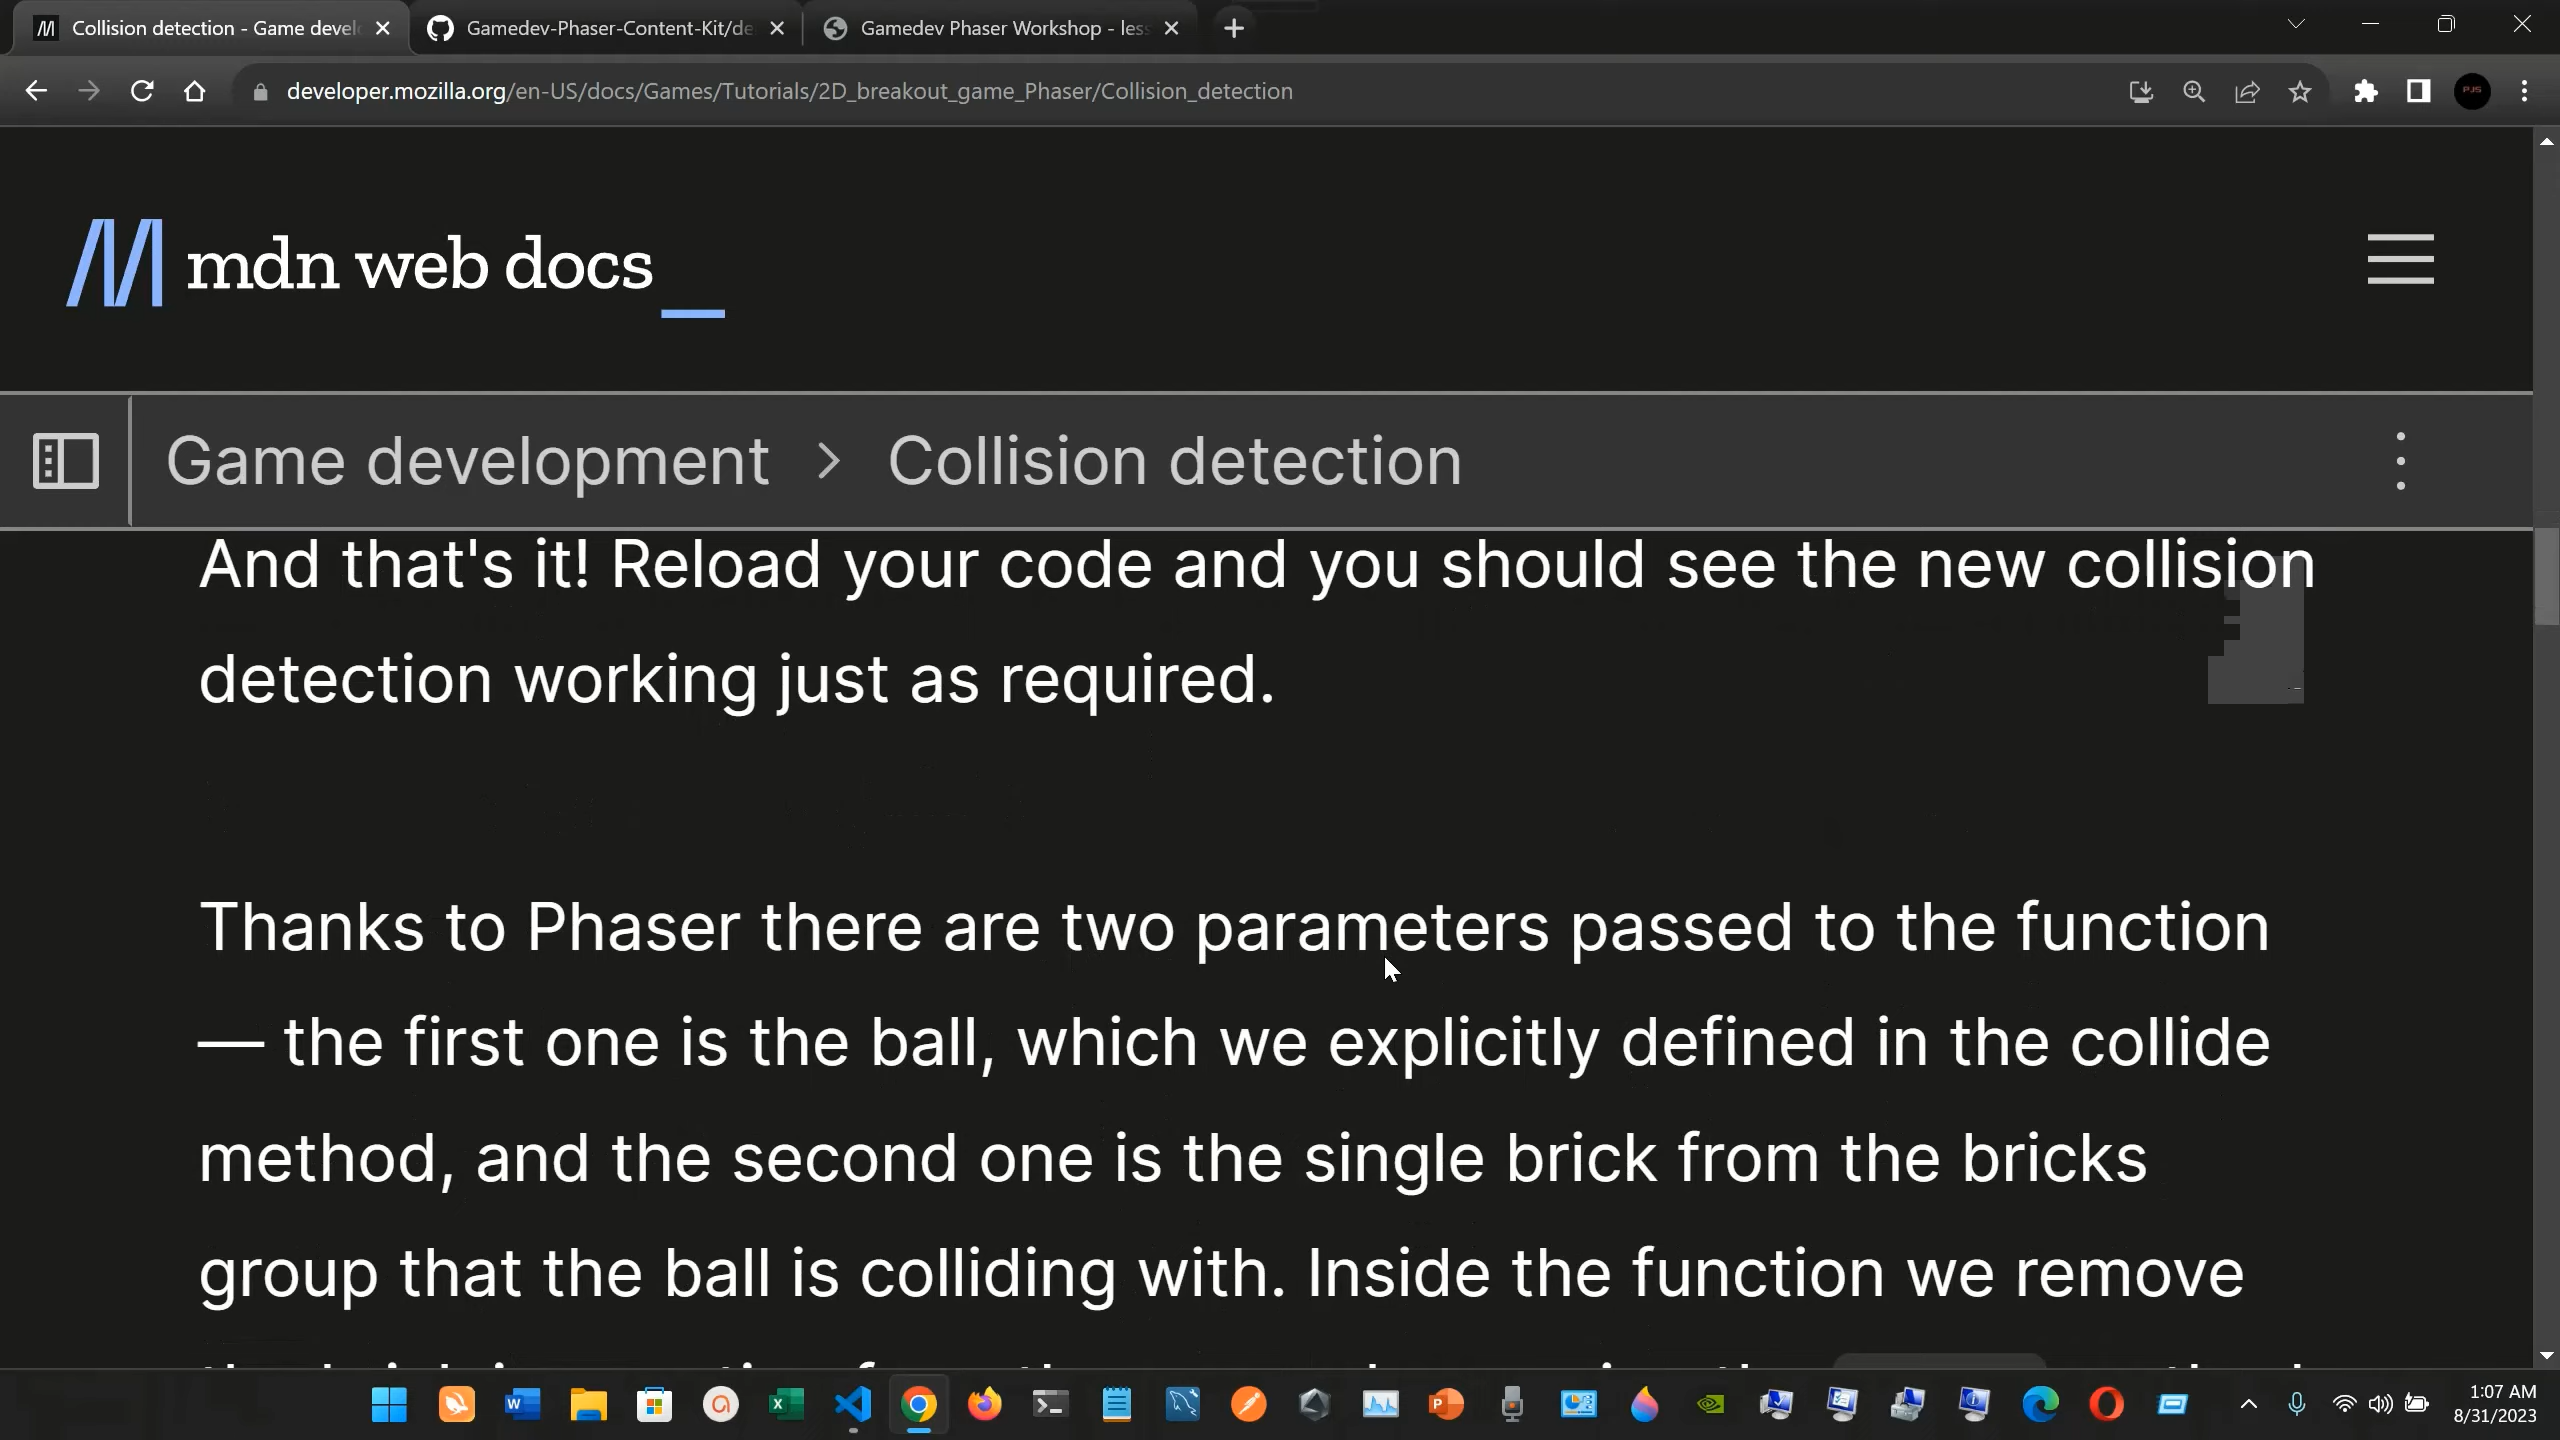 Collision detection - Game devel
Gamedev-Phaser-Content-Kit/de
Gamedev Phaser Workshop - les
developer.mozilla.org/en-US/docs/Games/Tutorials/2D_breakout_game_Phaser/Collision_detection
PJS
mdn web docs_
Game development > Collision detection
And that's it! Reload your code and you should see the new collision
detection working just as required.
Thanks to Phaser there are two parameters passed to the function
— the first one is the ball, which we explicitly defined in the collide
method, and the second one is the single brick from the bricks
group that the ball is colliding with. Inside the function we remove
1:07 AM
8/31/2023